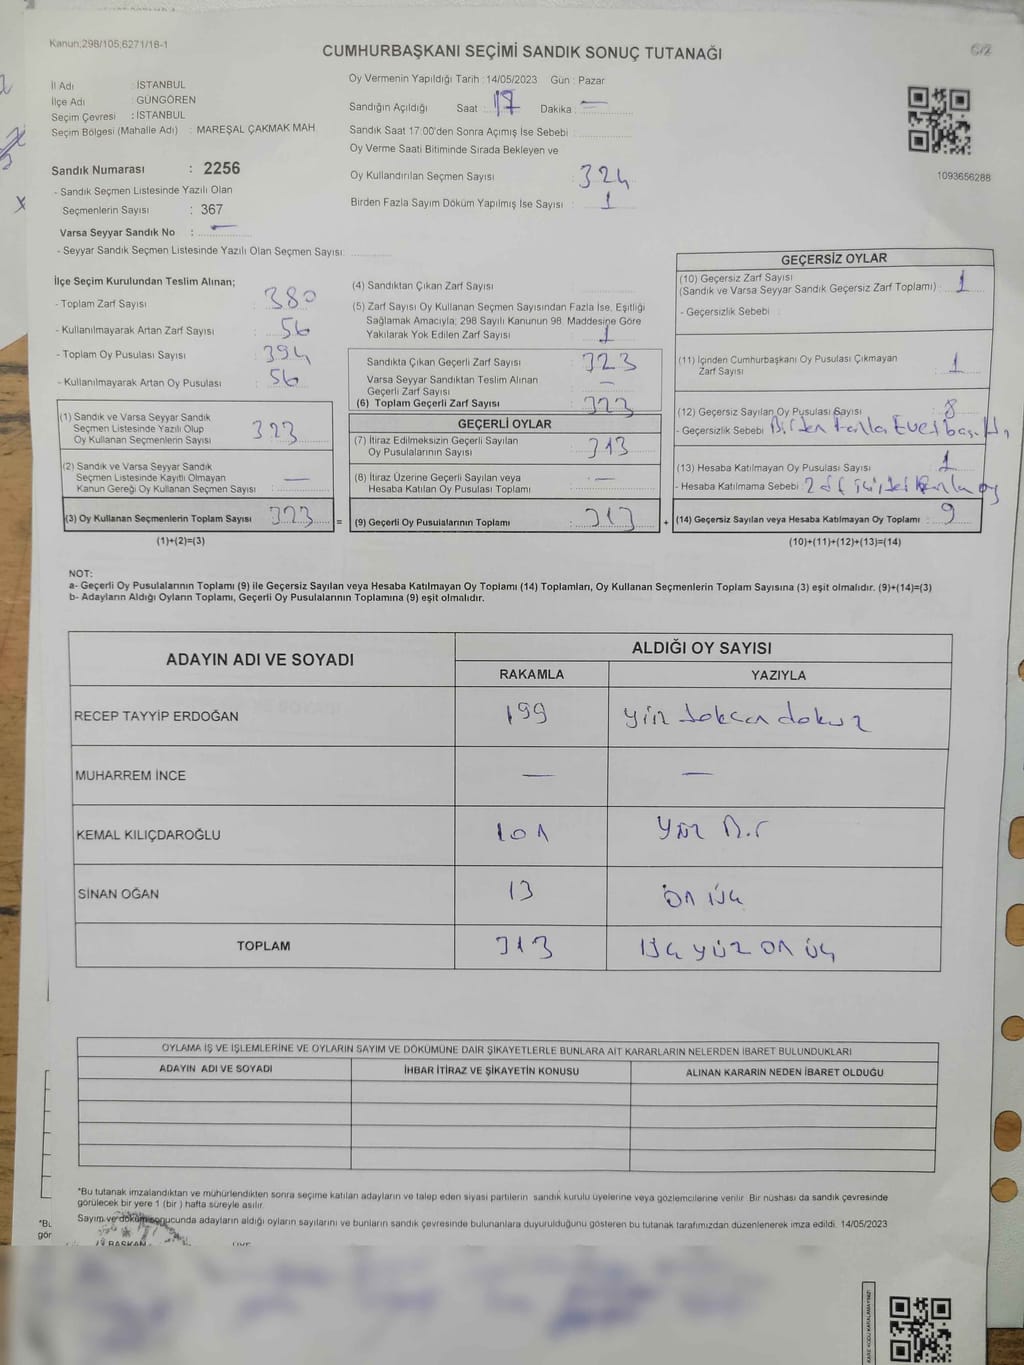 Kanun;298/105;6271/18-1
CUMHURBAŞKANI SEÇİMİ SANDIK SONUÇ TUTANAĞI
6/2
İl Adı : İSTANBUL
İlçe Adı : GÜNGÖREN
Seçim Çevresi : İSTANBUL
Seçim Bölgesi (Mahalle Adı) : MAREŞAL ÇAKMAK MAH
Sandık Numarası : 2256
- Sandık Seçmen Listesinde Yazılı Olan
Seçmenlerin Sayısı : 367
Varsa Seyyar Sandık No : —
- Seyyar Sandık Seçmen Listesinde Yazılı Olan Seçmen Sayısı:
Oy Vermenin Yapıldığı Tarih : 14/05/2023 Gün : Pazar
Sandığın Açıldığı Saat : 17 Dakika : —
Sandık Saat 17:00'den Sonra Açımış İse Sebebi :
Oy Verme Saati Bitiminde Sırada Bekleyen ve
Oy Kullandırılan Seçmen Sayısı : 324
Birden Fazla Sayım Döküm Yapılmış İse Sayısı : 1
1093656288
İlçe Seçim Kurulundan Teslim Alınan;
- Toplam Zarf Sayısı : 380
- Kullanılmayarak Artan Zarf Sayısı : 56
- Toplam Oy Pusulası Sayısı : 394
- Kullanılmayarak Artan Oy Pusulası : 56
(1) Sandık ve Varsa Seyyar Sandık
Seçmen Listesinde Yazılı Olup
Oy Kullanan Seçmenlerin Sayısı : 323
(2) Sandık ve Varsa Seyyar Sandık
Seçmen Listesinde Kayıtlı Olmayan
Kanun Gereği Oy Kullanan Seçmen Sayısı : —
(3) Oy Kullanan Seçmenlerin Toplam Sayısı : 323
(1)+(2)=(3)
(4) Sandıktan Çıkan Zarf Sayısı :
(5) Zarf Sayısı Oy Kullanan Seçmen Sayısından Fazla İse, Eşitliği
Sağlamak Amacıyla; 298 Sayılı Kanunun 98. Maddesine Göre
Yakılarak Yok Edilen Zarf Sayısı : 1
Sandıkta Çıkan Geçerli Zarf Sayısı : 323
Varsa Seyyar Sandıktan Teslim Alınan
Geçerli Zarf Sayısı : —
(6) Toplam Geçerli Zarf Sayısı : 323
GEÇERLİ OYLAR
(7) İtiraz Edilmeksizin Geçerli Sayılan
Oy Pusulalarının Sayısı : 313
(8) İtiraz Üzerine Geçerli Sayılan veya
Hesaba Katılan Oy Pusulası Toplamı : —
= (9) Geçerli Oy Pusulalarının Toplamı : 313 +
GEÇERSİZ OYLAR
(10) Geçersiz Zarf Sayısı
(Sandık ve Varsa Seyyar Sandık Geçersiz Zarf Toplamı) : 1
- Geçersizlik Sebebi :
(11) İçinden Cumhurbaşkanı Oy Pusulası Çıkmayan
Zarf Sayısı : 1
(12) Geçersiz Sayılan Oy Pusulası Sayısı : 8
- Geçersizlik Sebebi : Birden Fazla Evet
(13) Hesaba Katılmayan Oy Pusulası Sayısı : 1
- Hesaba Katılmama Sebebi : 2
(14) Geçersiz Sayılan veya Hesaba Katılmayan Oy Toplamı : 9
(10)+(11)+(12)+(13)=(14)
NOT:
a- Geçerli Oy Pusulalarının Toplamı (9) ile Geçersiz Sayılan veya Hesaba Katılmayan Oy Toplamı (14) Toplamları, Oy Kullanan Seçmenlerin Toplam Sayısına (3) eşit olmalıdır. (9)+(14)=(3)
b- Adayların Aldığı Oyların Toplamı, Geçerli Oy Pusulalarının Toplamına (9) eşit olmalıdır.
ADAYIN ADI VE SOYADI ALDIĞI OY SAYISI
RAKAMLA YAZIYLA
RECEP TAYYİP ERDOĞAN 199 yüz doksan dokuz
MUHARREM İNCE — —
KEMAL KILIÇDAROĞLU 101 yüz Bir
SİNAN OĞAN 13 on üç
TOPLAM 313 üç yüz on üç
OYLAMA İŞ VE İŞLEMLERİNE VE OYLARIN SAYIM VE DÖKÜMÜNE DAİR ŞİKAYETLERLE BUNLARA AİT KARARLARIN NELERDEN İBARET BULUNDUKLARI
ADAYIN ADI VE SOYADI İHBAR İTİRAZ VE ŞİKAYETİN KONUSU ALINAN KARARIN NEDEN İBARET OLDUĞU
*Bu tutanak imzalandıktan ve mühürlendikten sonra seçime katılan adayların ve talep eden siyasi partilerin sandık kurulu üyelerine veya gözlemcilerine verilir. Bir nüshası da sandık çevresinde
görülecek bir yere 1 (bir ) hafta süreyle asılır.
Sayım ve döküm sonucunda adayların aldığı oyların sayılarını ve bunların sandık çevresinde bulunanlara duyurulduğunu gösteren bu tutanak tarafımızdan düzenlenerek imza edildi. 14/05/2023
BAŞKAN ÜYE